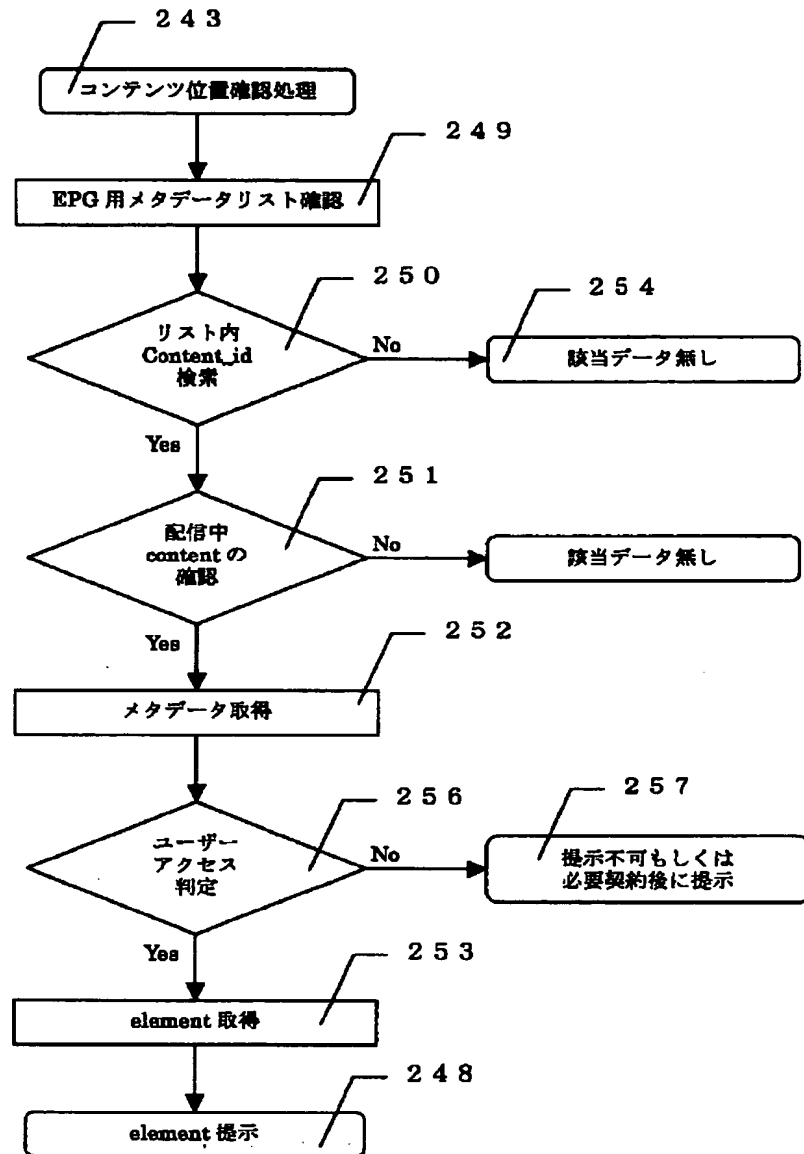 ２４３
コンテンツ位置確認処理
２４９
EPG 用メタデータリスト確認
２５０
リスト内
Content_id
検索
No
２５４
該当データ無し
Yes
２５１
配信中
content の
確認
No
該当データ無し
Yes
２５２
メタデータ取得
２５６
ユーザー
アクセス
判定
No
２５７
提示不可もしくは
必要契約後に提示
Yes
２５３
element 取得
２４８
element 提示